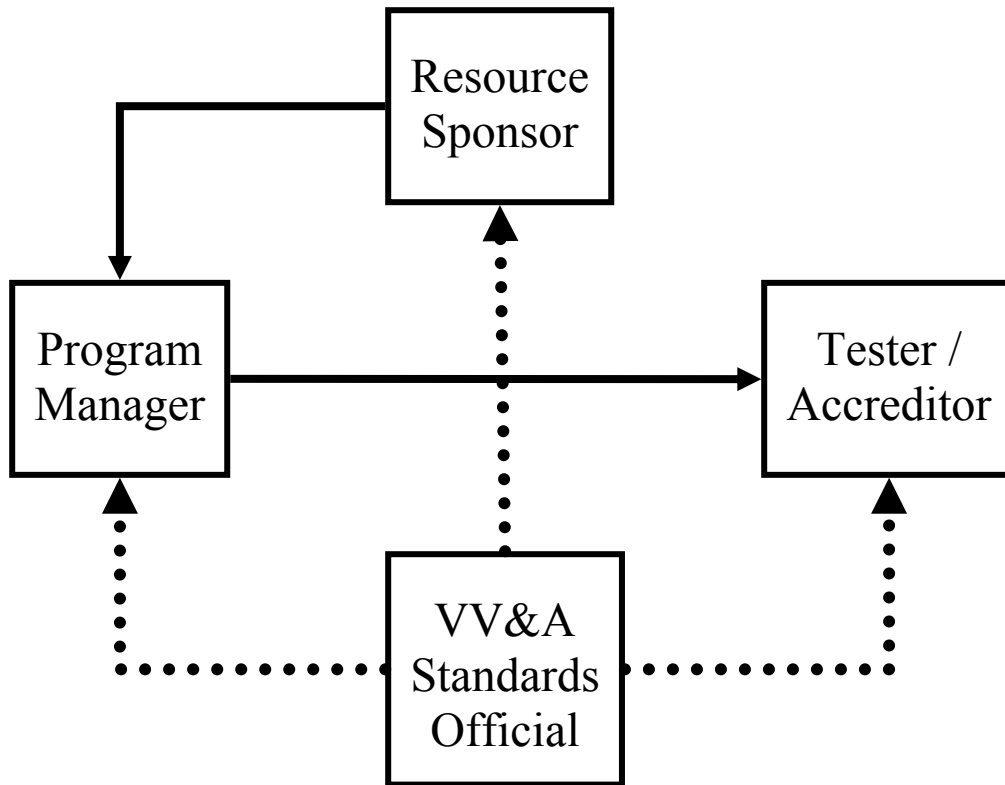 Resource
Sponsor
Program
Manager
Tester /
Accreditor
VV&A
Standards
Official